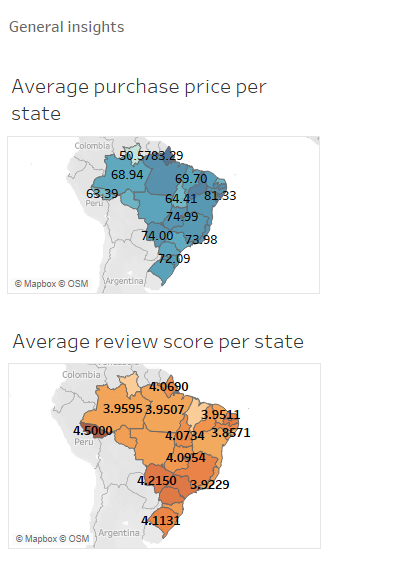 General insights
Average purchase price per
state
Colombia
50.5783.29
68.94
69.70
63.39
64.41 81.33
Peru
74.99
74.00
73.98
72.09
Argentina
© Mapbox © OSM
Average review score per state
Colombia
4.0690
3.9595 3.9507
3.9511
4.5000
4.0734
3.8571
Peru
4.0954
4.2150
3.9229
4.1131
Argentina
© Mapbox © OSM